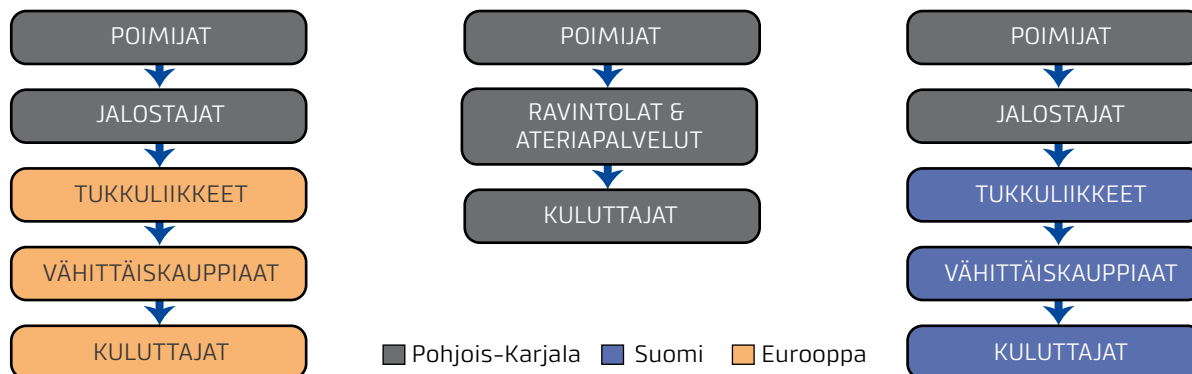 POIMIJAT
JALOSTAJAT
TUKKULIIKKEET
VÄHITTÄISKAUPPIAAT
KULUTTAJAT
POIMIJAT
RAVINTOLAT &
ATERIAPALVELUT
KULUTTAJAT
POIMIJAT
JALOSTAJAT
TUKKULIIKKEET
VÄHITTÄISKAUPPIAAT
KULUTTAJAT
Pohjois-Karjala Suomi Eurooppa